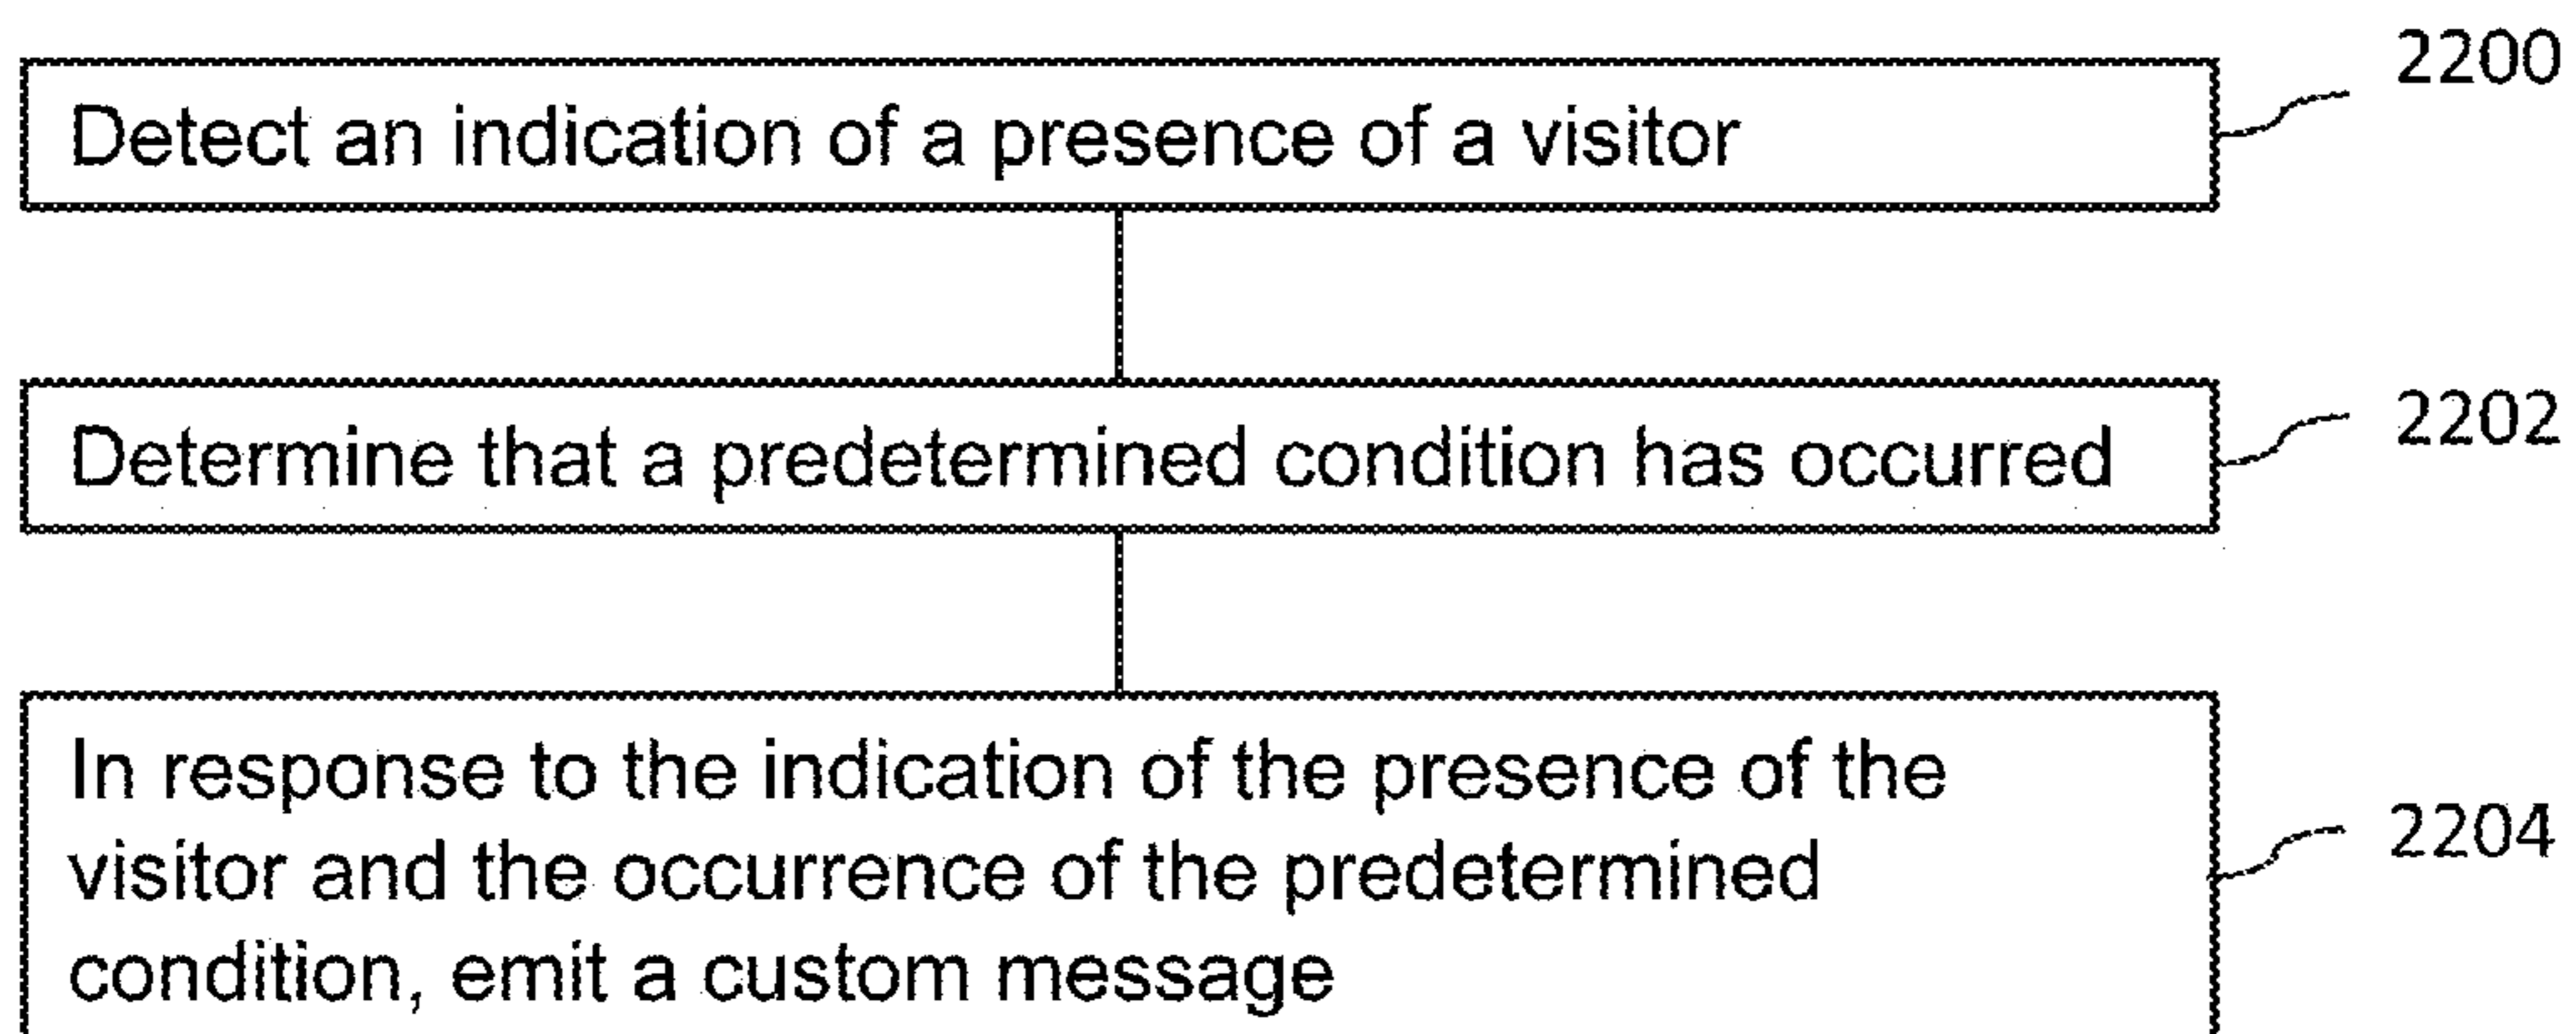 2200
Detect an indication of a presence of a visitor
2202
Determine that a predetermined condition has occurred
In response to the indication of the presence of the
2204
visitor and the occurrence of the predetermined
condition, emit a custom message